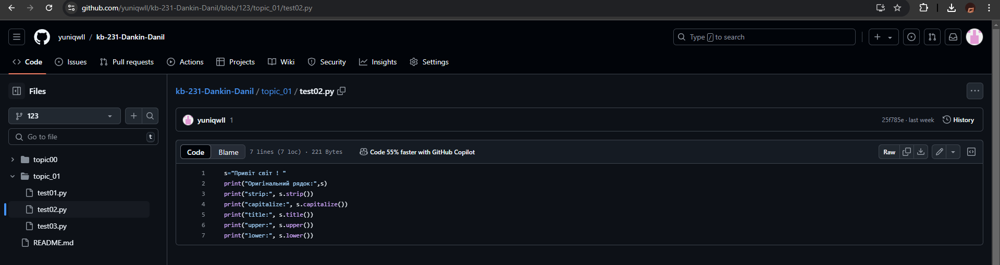 github.com/yuniqwll/kb-231-Dankin-Danil/blob/123/topic_01/test02.py
yuniqwll / kb-231-Dankin-Danil
Type / to search
Code Issues Pull requests Actions Projects Wiki Security Insights Settings
Files
kb-231-Dankin-Danil / topic_01 / test02.py
123
yuniqwll 1
25f785e · last week History
Go to file t
Code Blame 7 lines (7 loc) · 221 Bytes Code 55% faster with GitHub Copilot Raw
topic00
topic_01
test01.py
test02.py
test03.py
README.md
1 s="Привіт світ ! "
2 print("Оригінальний рядок:",s)
3 print("strip:", s.strip())
4 print("capitalize:", s.capitalize())
5 print("title:", s.title())
6 print("upper:", s.upper())
7 print("lower:", s.lower())